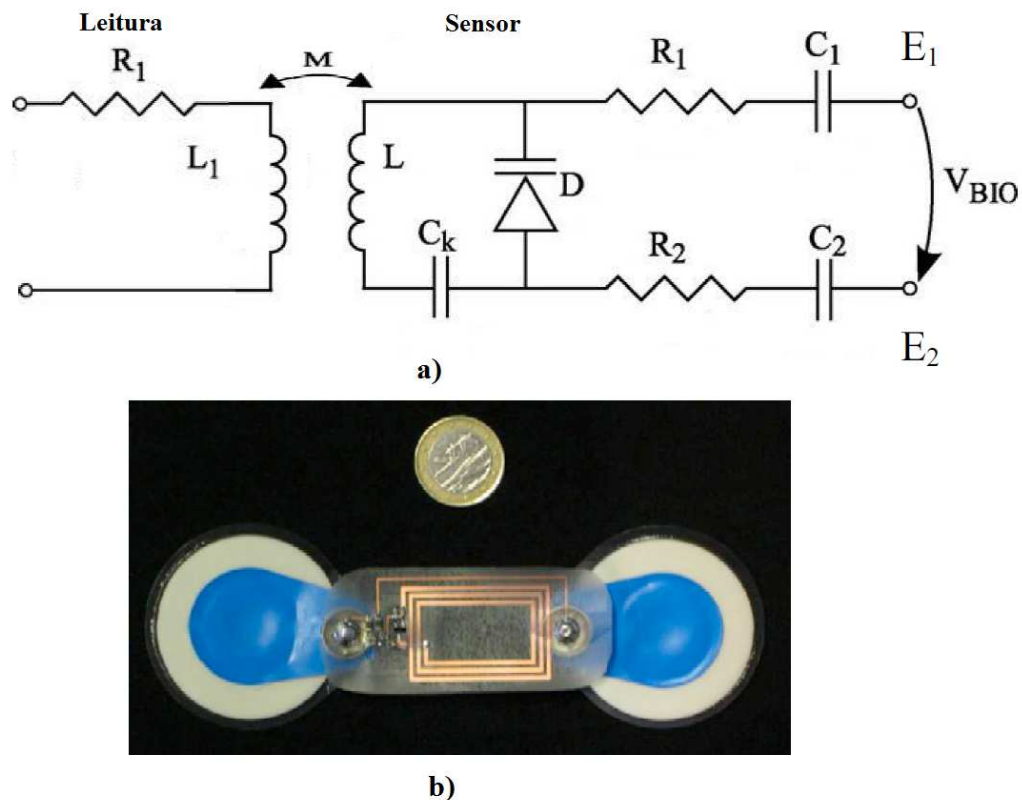 Leitura Sensor
R1 M R1 C1 E1
L1 L D VBIO
Ck R2 C2
E2
a)
b)